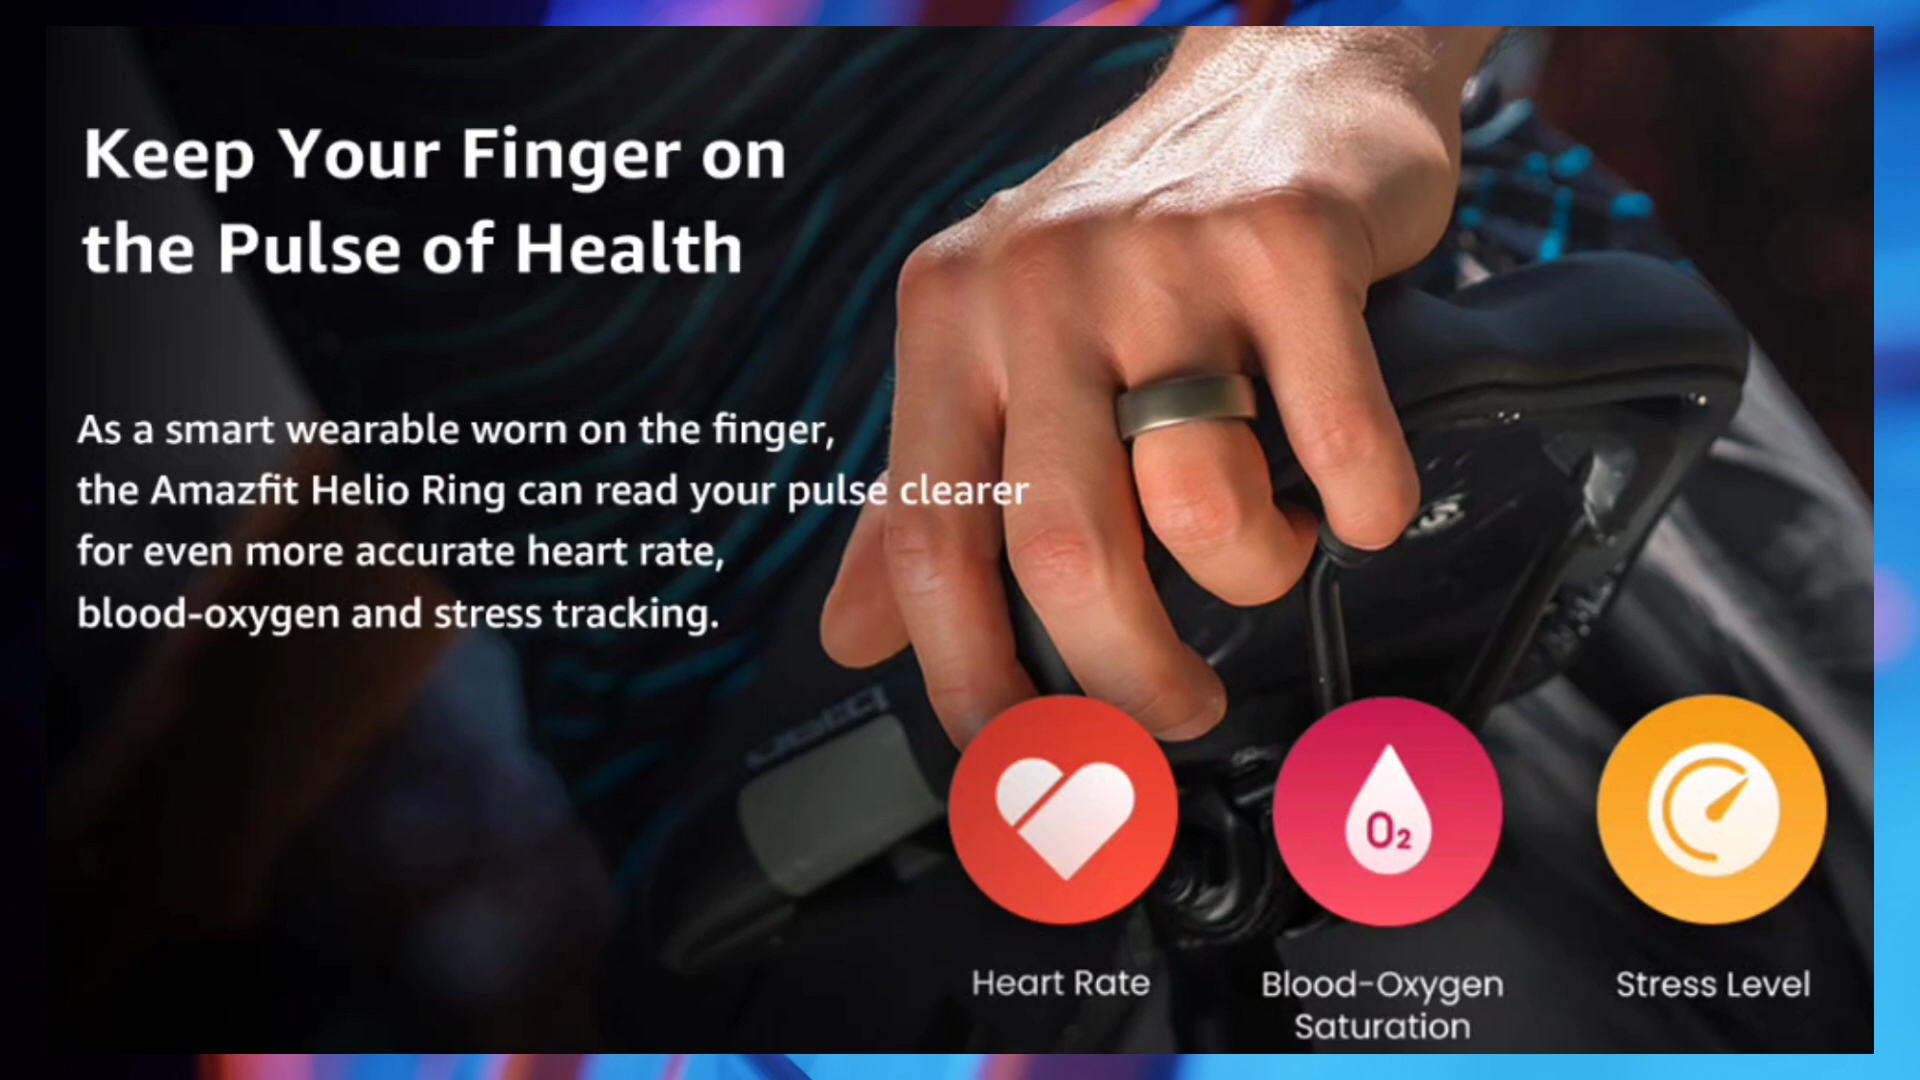 Keep Your Finger on
the Pulse of Health
As a smart wearable worn on the finger,
the Amazfit Helio Ring can read your pulse clearer
for even more accurate heart rate,
blood-oxygen and stress tracking.
O₂
Heart Rate
Blood-Oxygen
Saturation
Stress Level